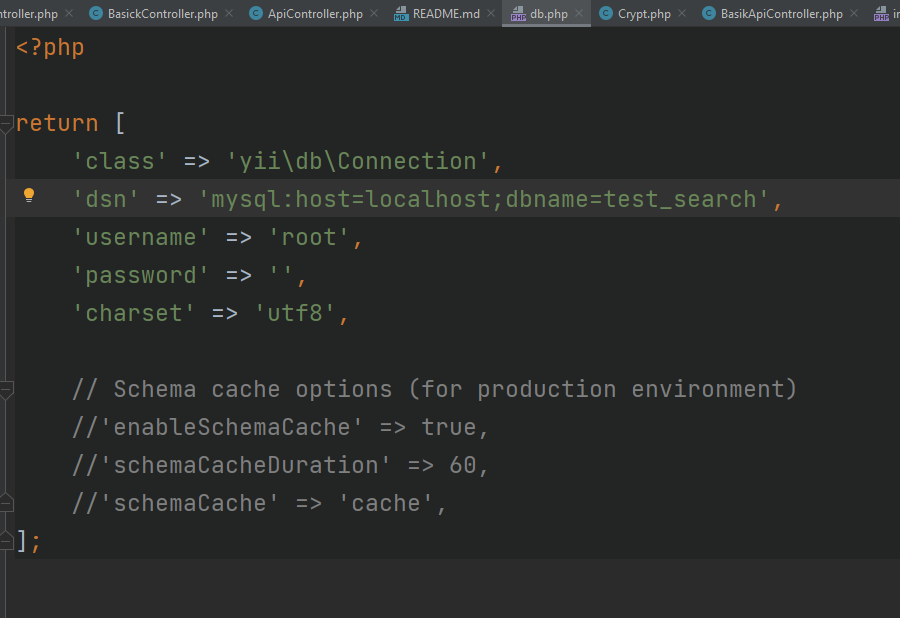 ntroller.php
BasickController.php
ApiController.php
README.md
db.php
Crypt.php
BasikApiController.php
<?php
return [
    'class' => 'yii\db\Connection',
    'dsn' => 'mysql:host=localhost;dbname=test_search',
    'username' => 'root',
    'password' => '',
    'charset' => 'utf8',
    // Schema cache options (for production environment)
    //'enableSchemaCache' => true,
    //'schemaCacheDuration' => 60,
    //'schemaCache' => 'cache',
];